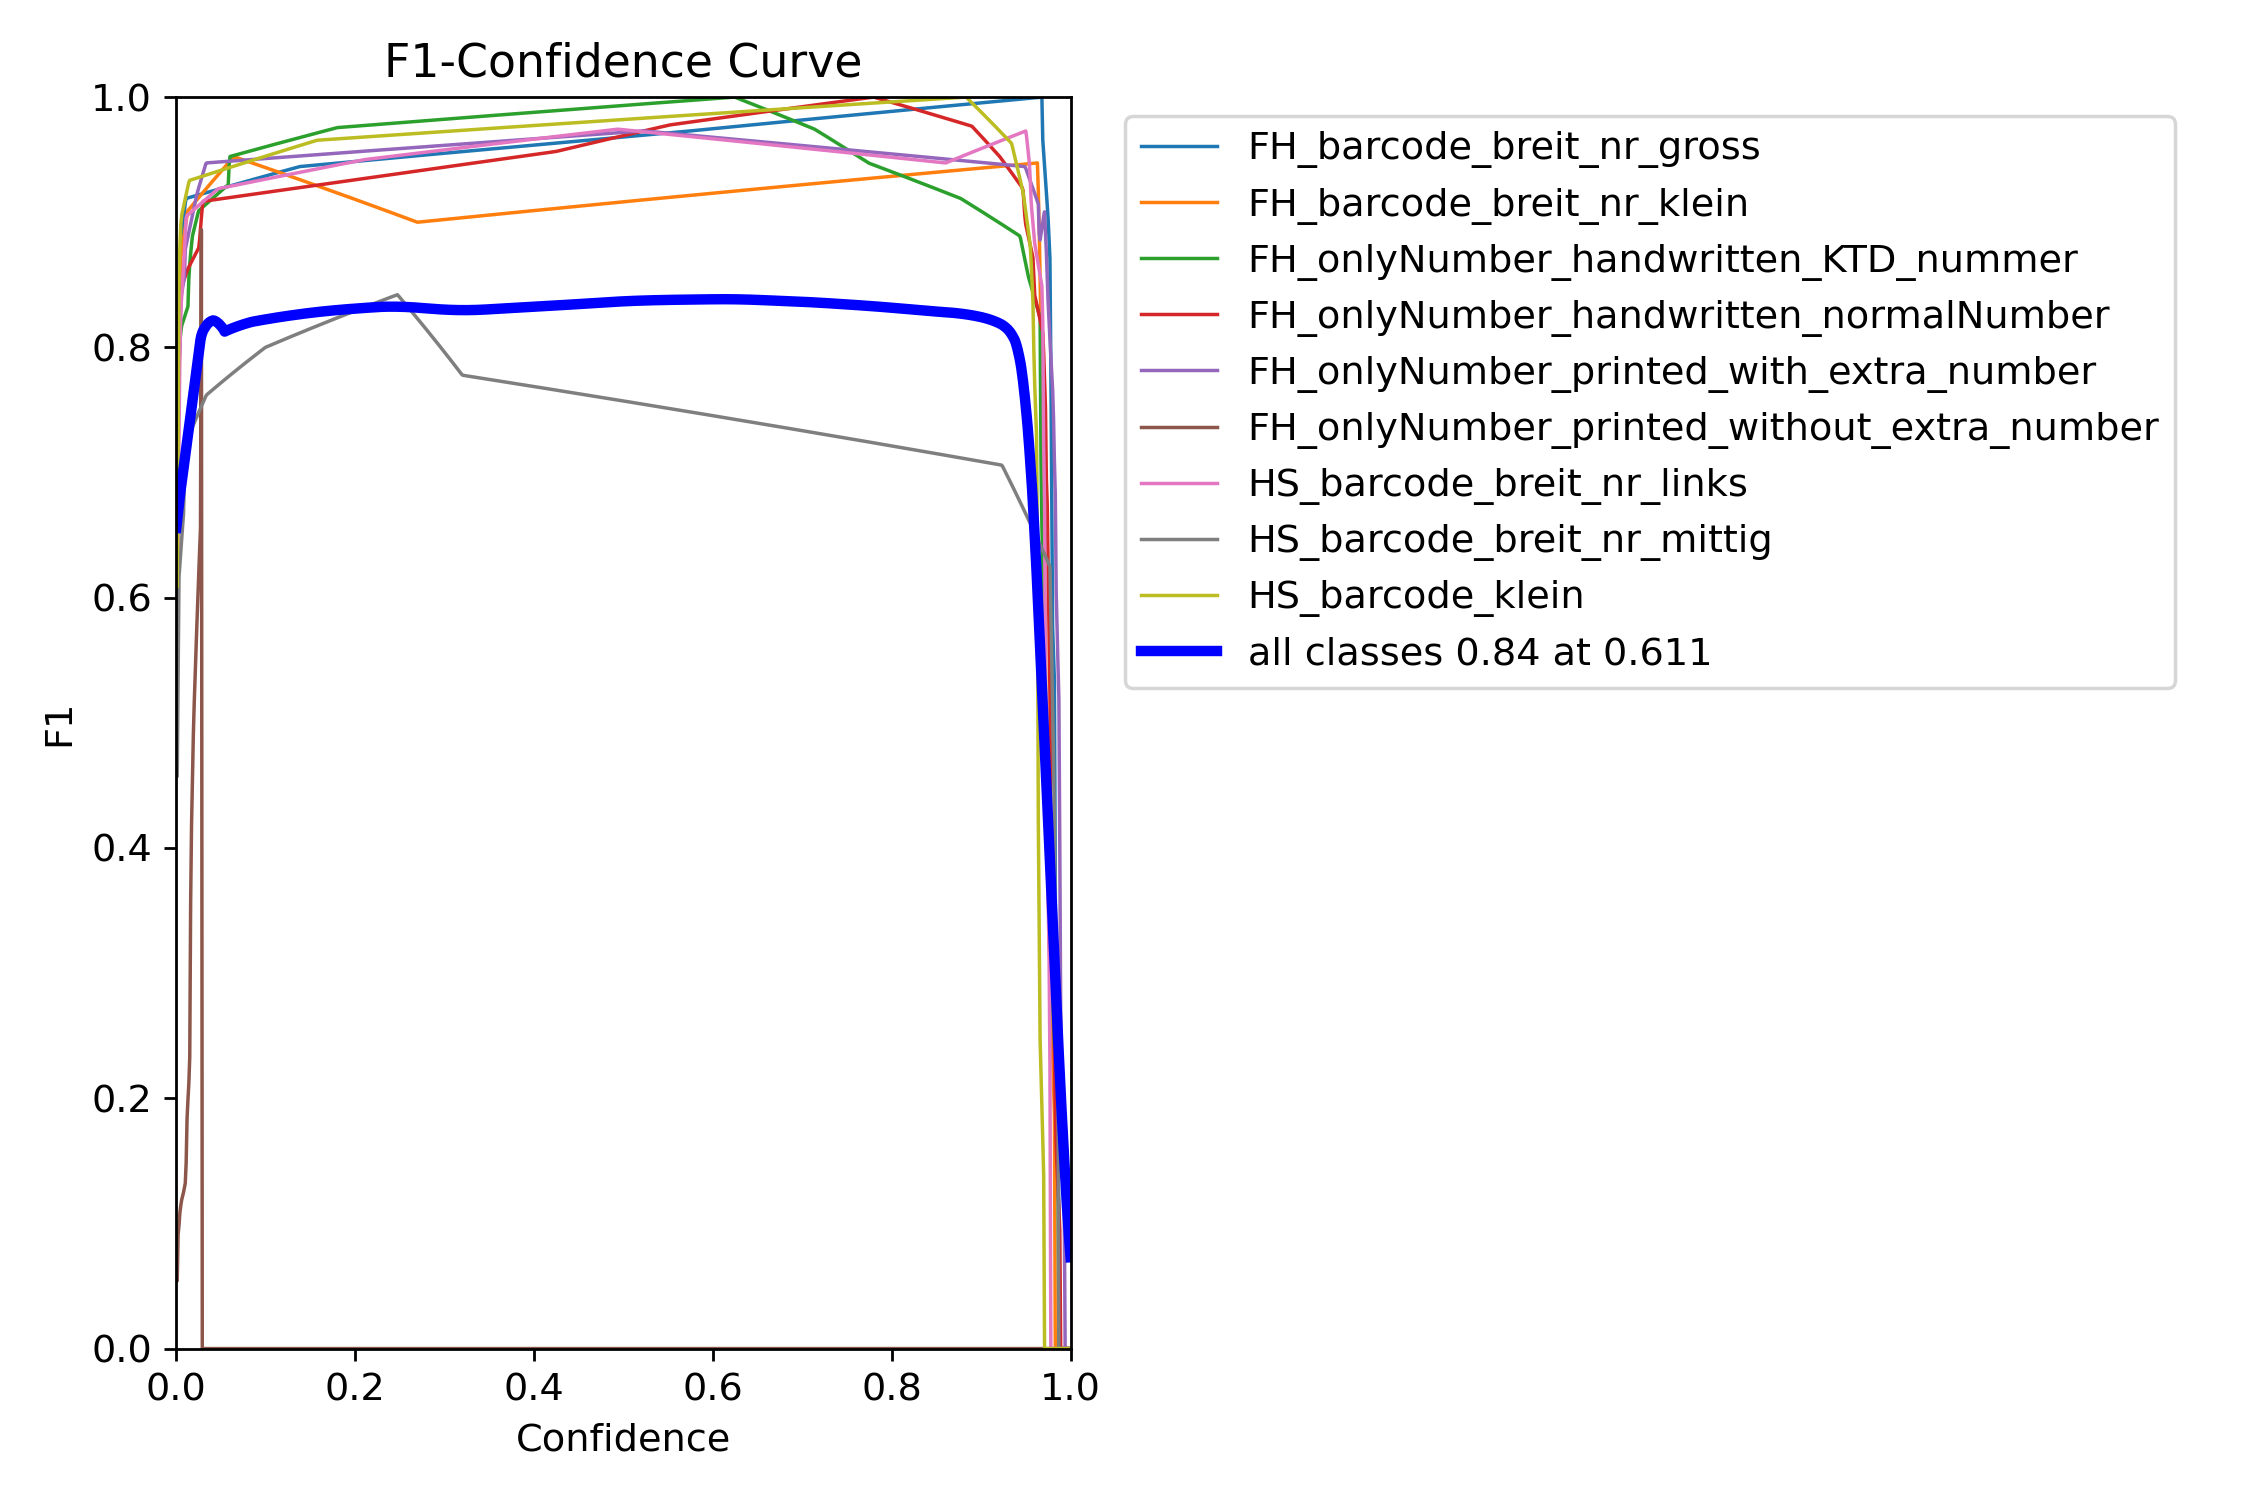 F1-Confidence Curve
1.0
0.8
0.6
0.4
0.2
0.0
F1
0.0 0.2 0.4 0.6 0.8 1.0
Confidence
FH_barcode_breit_nr_gross
FH_barcode_breit_nr_klein
FH_onlyNumber_handwritten_KTD_nummer
FH_onlyNumber_handwritten_normalNumber
FH_onlyNumber_printed_with_extra_number
FH_onlyNumber_printed_without_extra_number
HS_barcode_breit_nr_links
HS_barcode_breit_nr_mittig
HS_barcode_klein
all classes 0.84 at 0.611